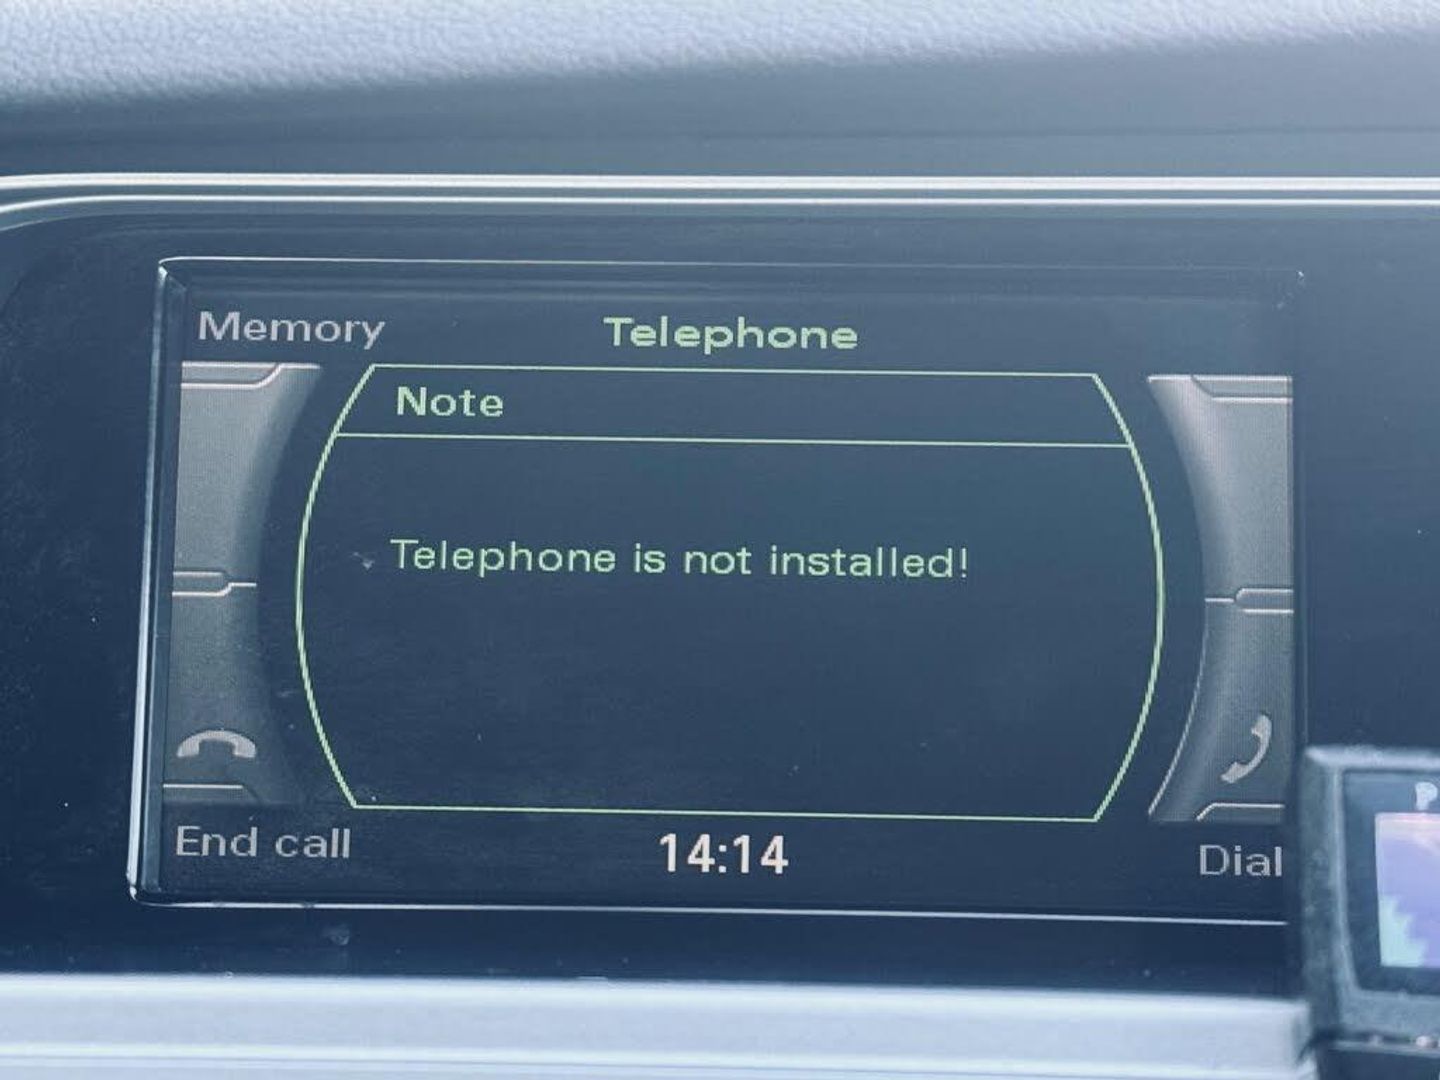 Memory
Telephone
Note
Telephone is not installed!
End call
14:14
Dial
P